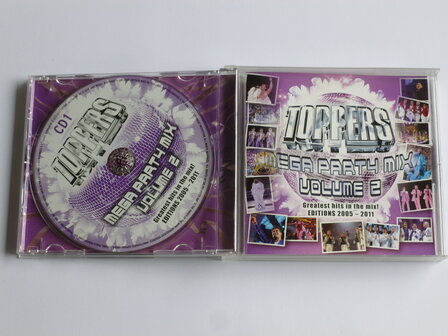 CD1
TOPPERS
MEGA PARTY MIX
VOLUME 2
Greatest hits in the mix!
EDITIONS 2005 - 2011
TOPPERS
MEGA PARTY MIX
VOLUME 2
Greatest hits in the mix!
EDITIONS 2005 - 2011